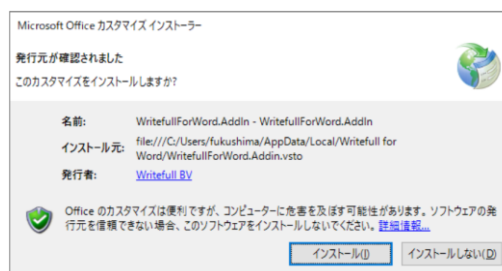 Microsoft Office カスタマイズ インストーラー
発行元が確認されました
このカスタマイズをインストールしますか?
名前: WritefullForWord.AddIn - WritefullForWord.AddIn
インストール元: file:///C:/Users/fukushima/AppData/Local/Writefull for
Word/WritefullForWord.Addin.vsto
発行者: Writefull BV
Office のカスタマイズは便利ですが、コンピューターに危害を及ぼす可能性があります。ソフトウェアの発
行元を信頼できない場合、このソフトウェアをインストールしないでください。詳細情報...
インストール(I) インストールしない(D)